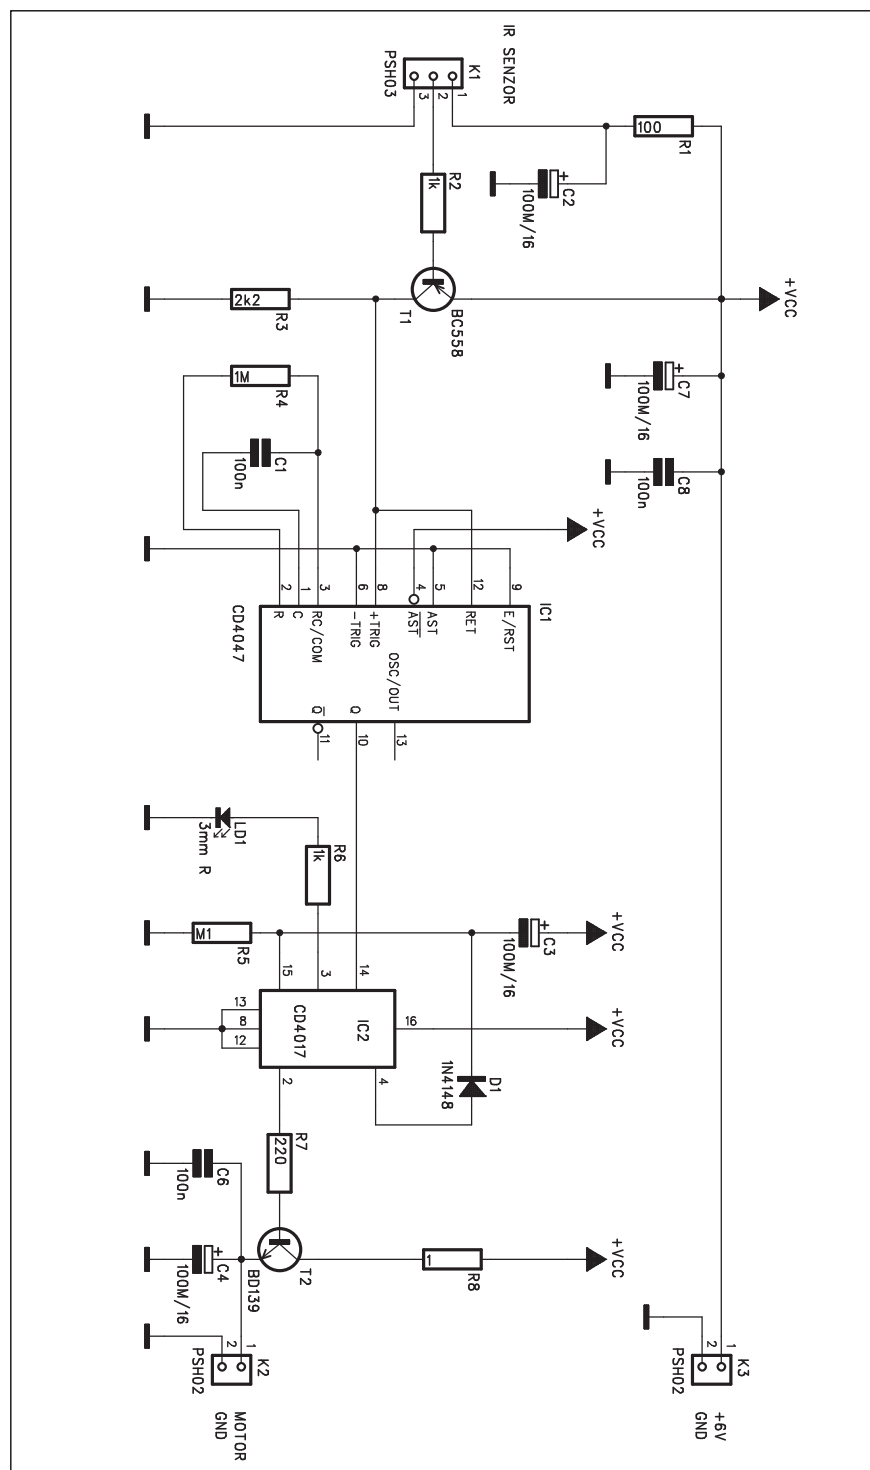 IR SENZOR
K1
PSH03
1
2
3
R1
100
C2
100M/16
R2
1k
T1
BC558
+VCC
R3
2k2
R4
1M
C1
100n
C7
100M/16
C8
100n
+VCC
IC1
CD4047
9
E/RST
12
RET
5
AST
4
AST
8
+TRIG
6
-TRIG
3
RC/COM
1
C
2
R
OSC/OUT
13
Q
10
Q
11
LD1
3mm R
R6
1k
R5
M1
C3
100M/16
+VCC
+VCC
IC2
CD4017
14
3
15
16
13
8
12
4
2
D1
1N4148
R7
220
T2
BD139
R8
1
+VCC
C6
100n
C4
100M/16
K2
PSH02
1
2
MOTOR
GND
K3
PSH02
1
2
+6V
GND